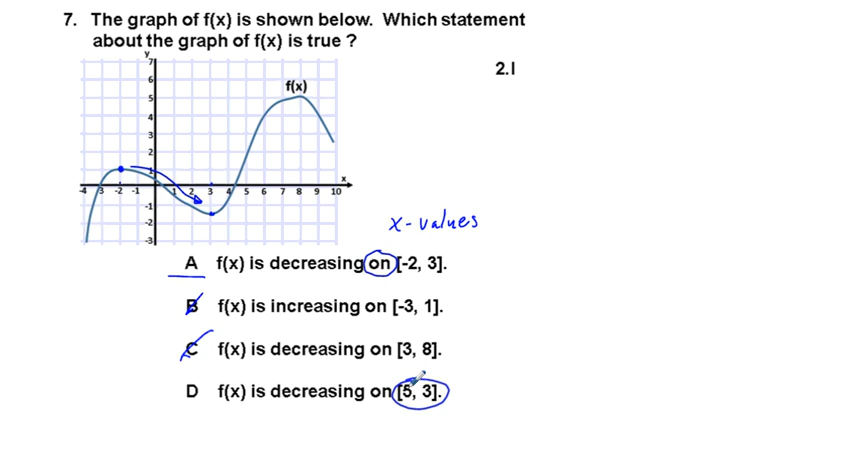 7. The graph of f(x) is shown below. Which statement
about the graph of f(x) is true ?
2.1
y
7
6
5
4
3
2
1
f(x)
x
-4 -3 -2 -1 1 2 3 4 5 6 7 8 9 10
-1
-2
-3
x-values
A f(x) is decreasing on [-2, 3].
B f(x) is increasing on [-3, 1].
C f(x) is decreasing on [3, 8].
D f(x) is decreasing on [5, 3].